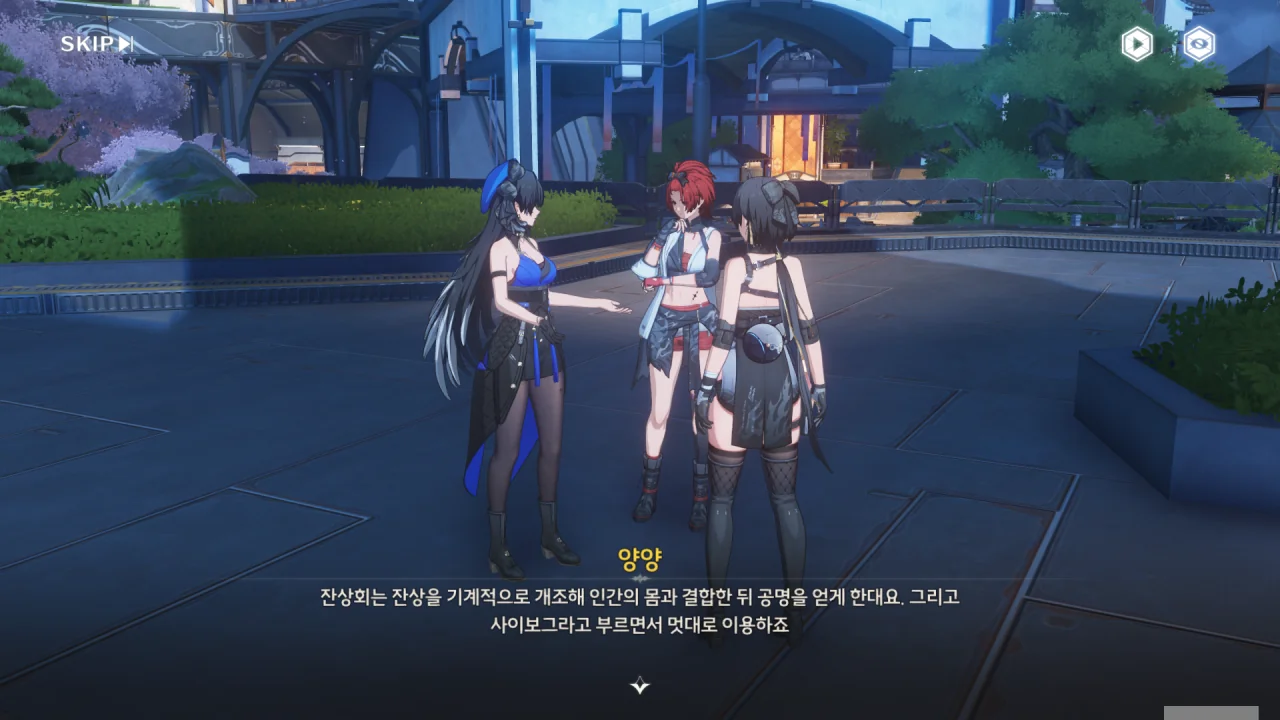 SKIP
양양
잔상회는 잔상을 기계적으로 개조해 인간의 몸과 결합한 뒤 공명을 얻게 한대요. 그리고
사이보그라고 부르면서 멋대로 이용하죠